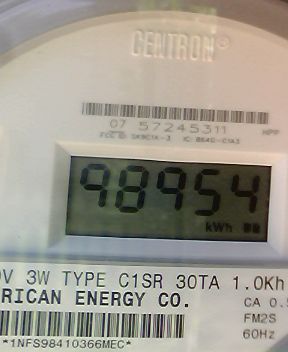 CENTRON®
07 57245311
HPP
98954
kWh
0V 3W TYPE C1SR 30TA 1.0Kh
RICAN ENERGY CO.
CA 0.5
FM2S
60Hz
*1NFS98410366MEC*